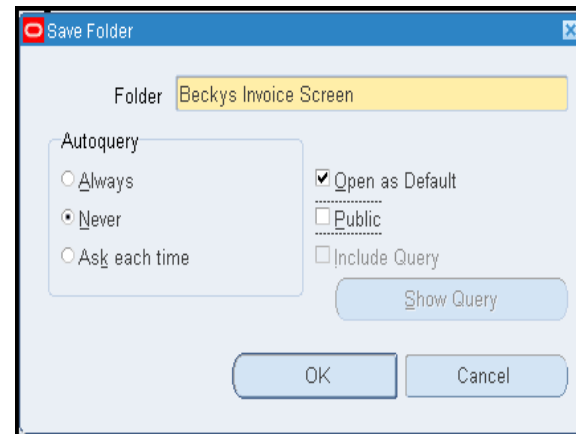 Save Folder
Folder Beckys Invoice Screen
Autoquery
Always
Never
Ask each time
Open as Default
Public
Include Query
Show Query
OK Cancel